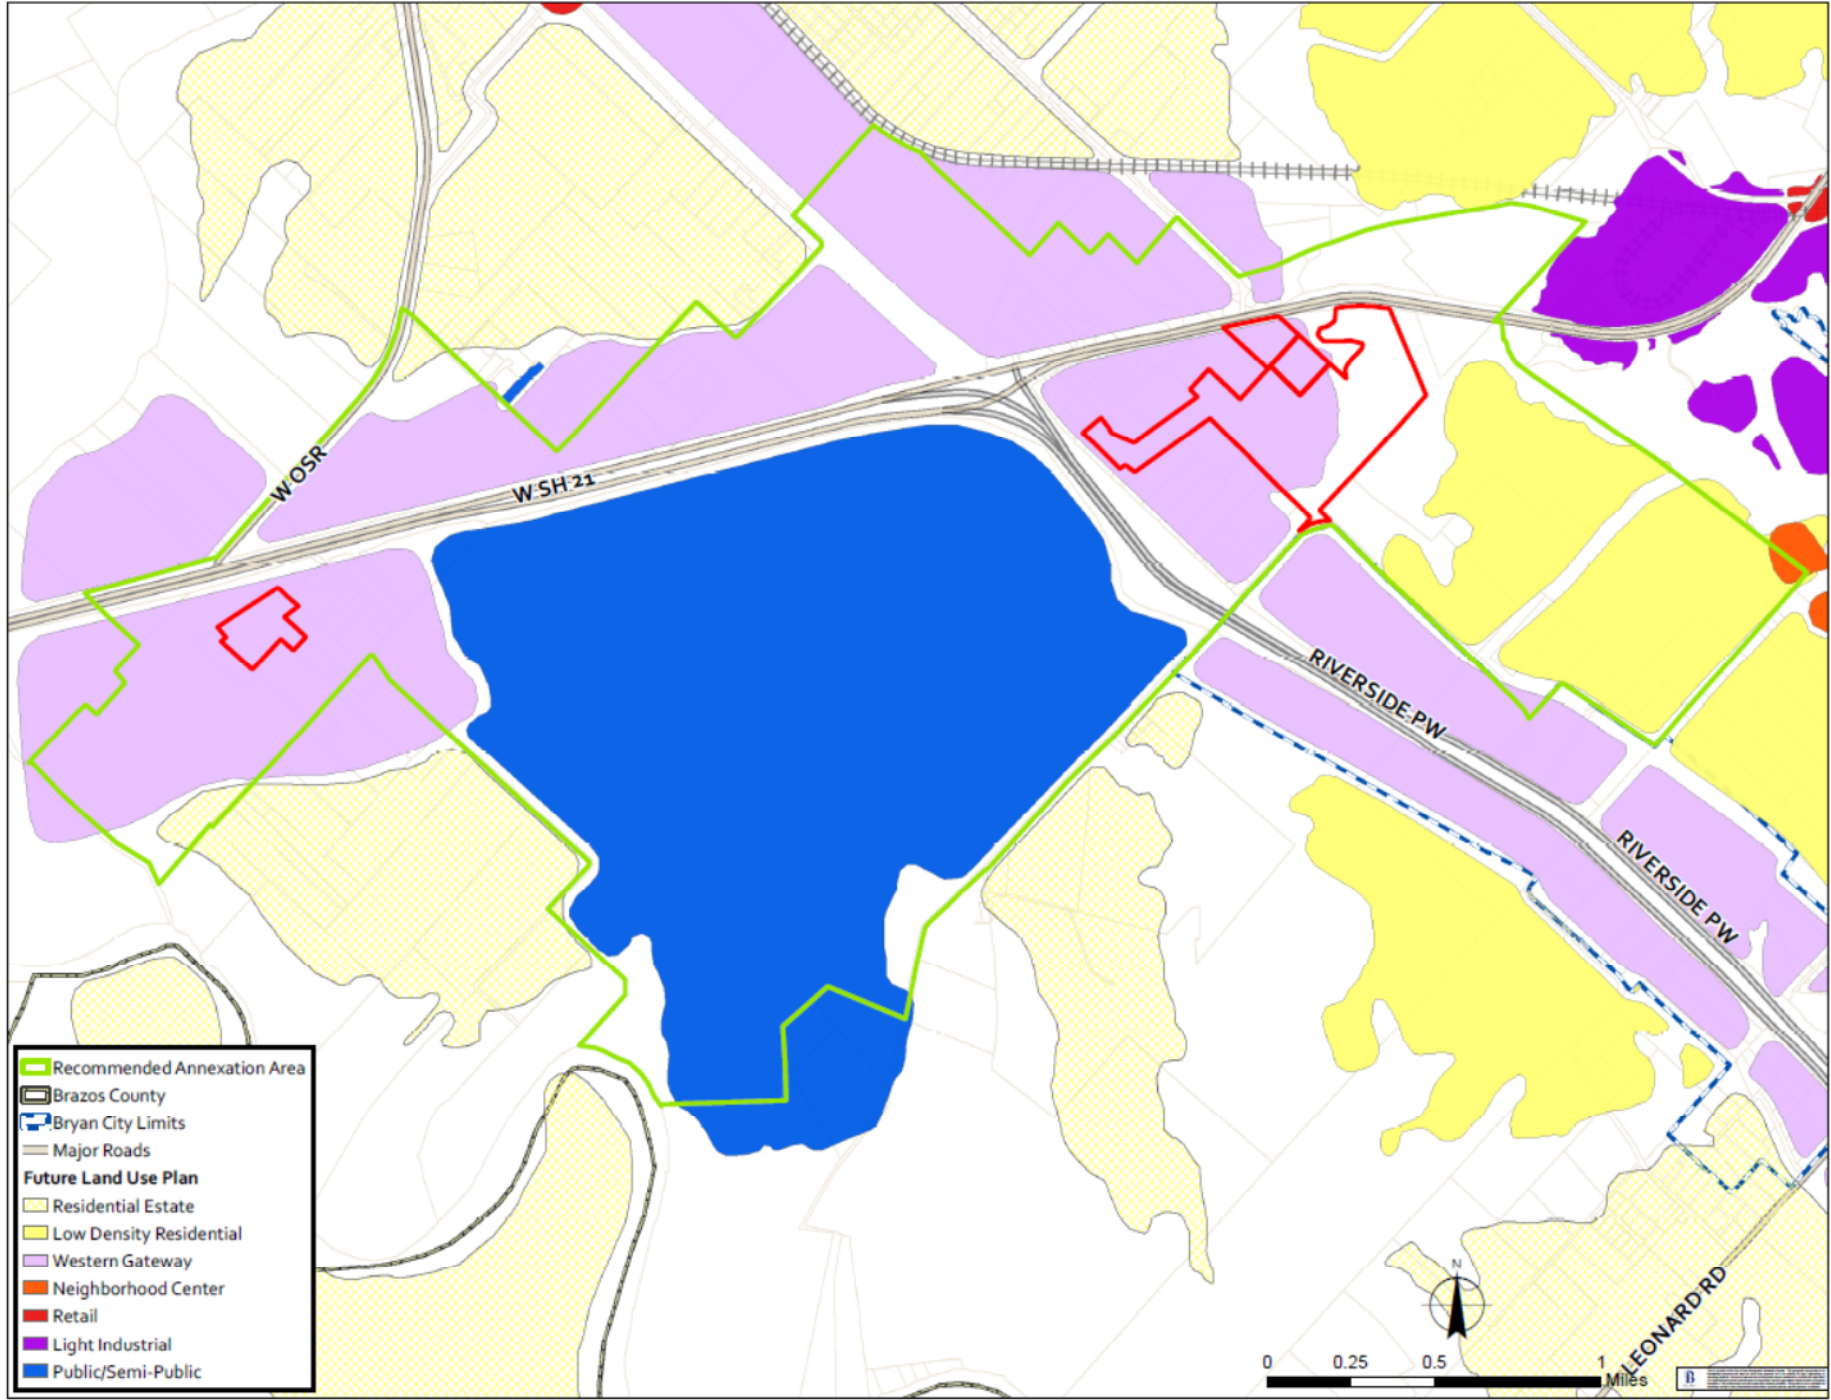 W OSR
W SH 21
RIVERSIDE PW
RIVERSIDE PW
LEONARD RD
Recommended Annexation Area
Brazos County
Bryan City Limits
Major Roads
Future Land Use Plan
Residential Estate
Low Density Residential
Western Gateway
Neighborhood Center
Retail
Light Industrial
Public/Semi-Public
N
0 0.25 0.5 1
Miles
B